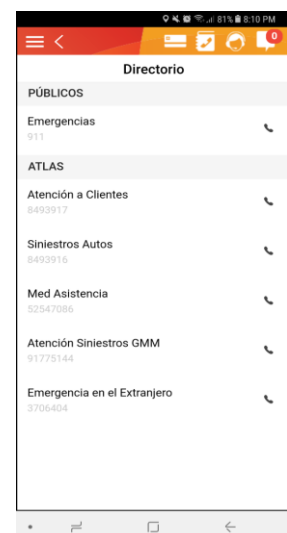 81% 8:10 PM
0
Directorio
PÚBLICOS
Emergencias
911
ATLAS
Atención a Clientes
8493917
Siniestros Autos
8493916
Med Asistencia
52547086
Atención Siniestros GMM
91775144
Emergencia en el Extranjero
3706404